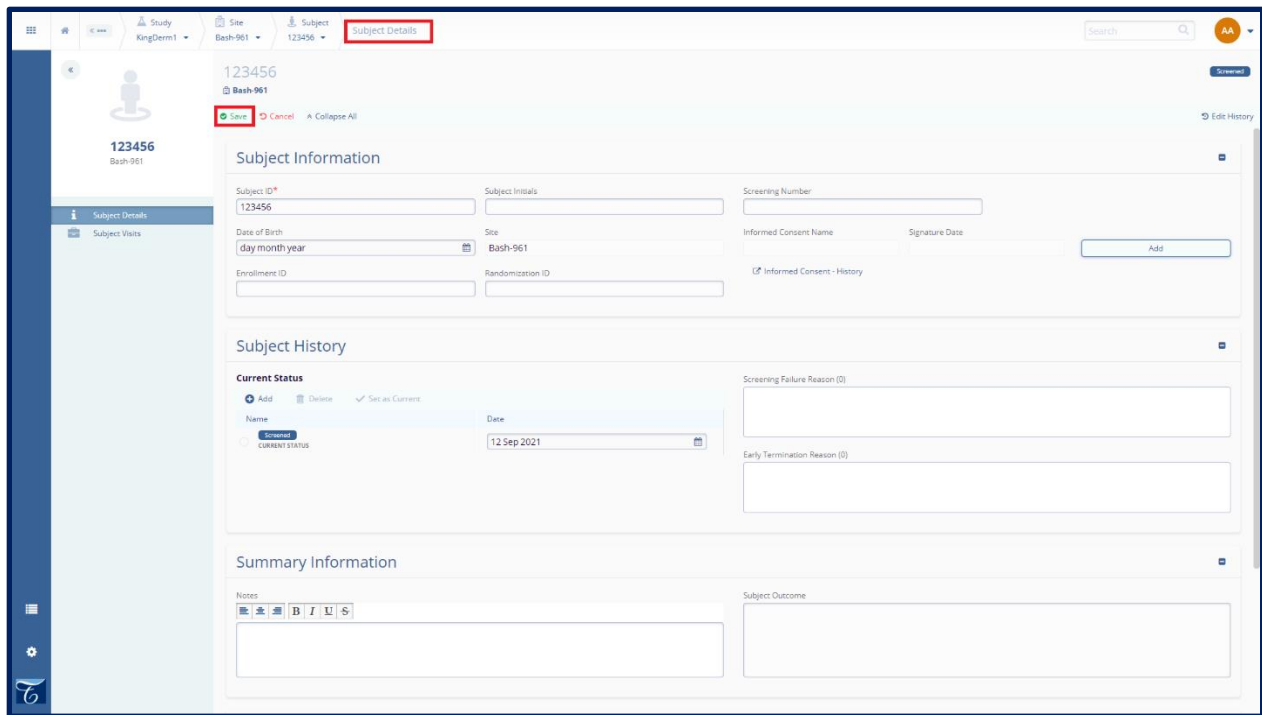 Study
KingDerm1
Site
Bash-961
Subject
123456
Subject Details
Search
AA
123456
Bash-961
Subject Details
Subject Visits
123456
Bash-961
Screened
Save Cancel Collapse All
Edit History
Subject Information
Subject ID* Subject Initials Screening Number
123456
Date of Birth Site Informed Consent Name Signature Date
day month year Bash-961 Add
Enrollment ID Randomization ID Informed Consent - History
Subject History
Current Status
Add Delete Set as Current
Name Date
Screened
CURRENT STATUS
12 Sep 2021
Screening Failure Reason (0)
Early Termination Reason (0)
Summary Information
Notes
B I U S
Subject Outcome